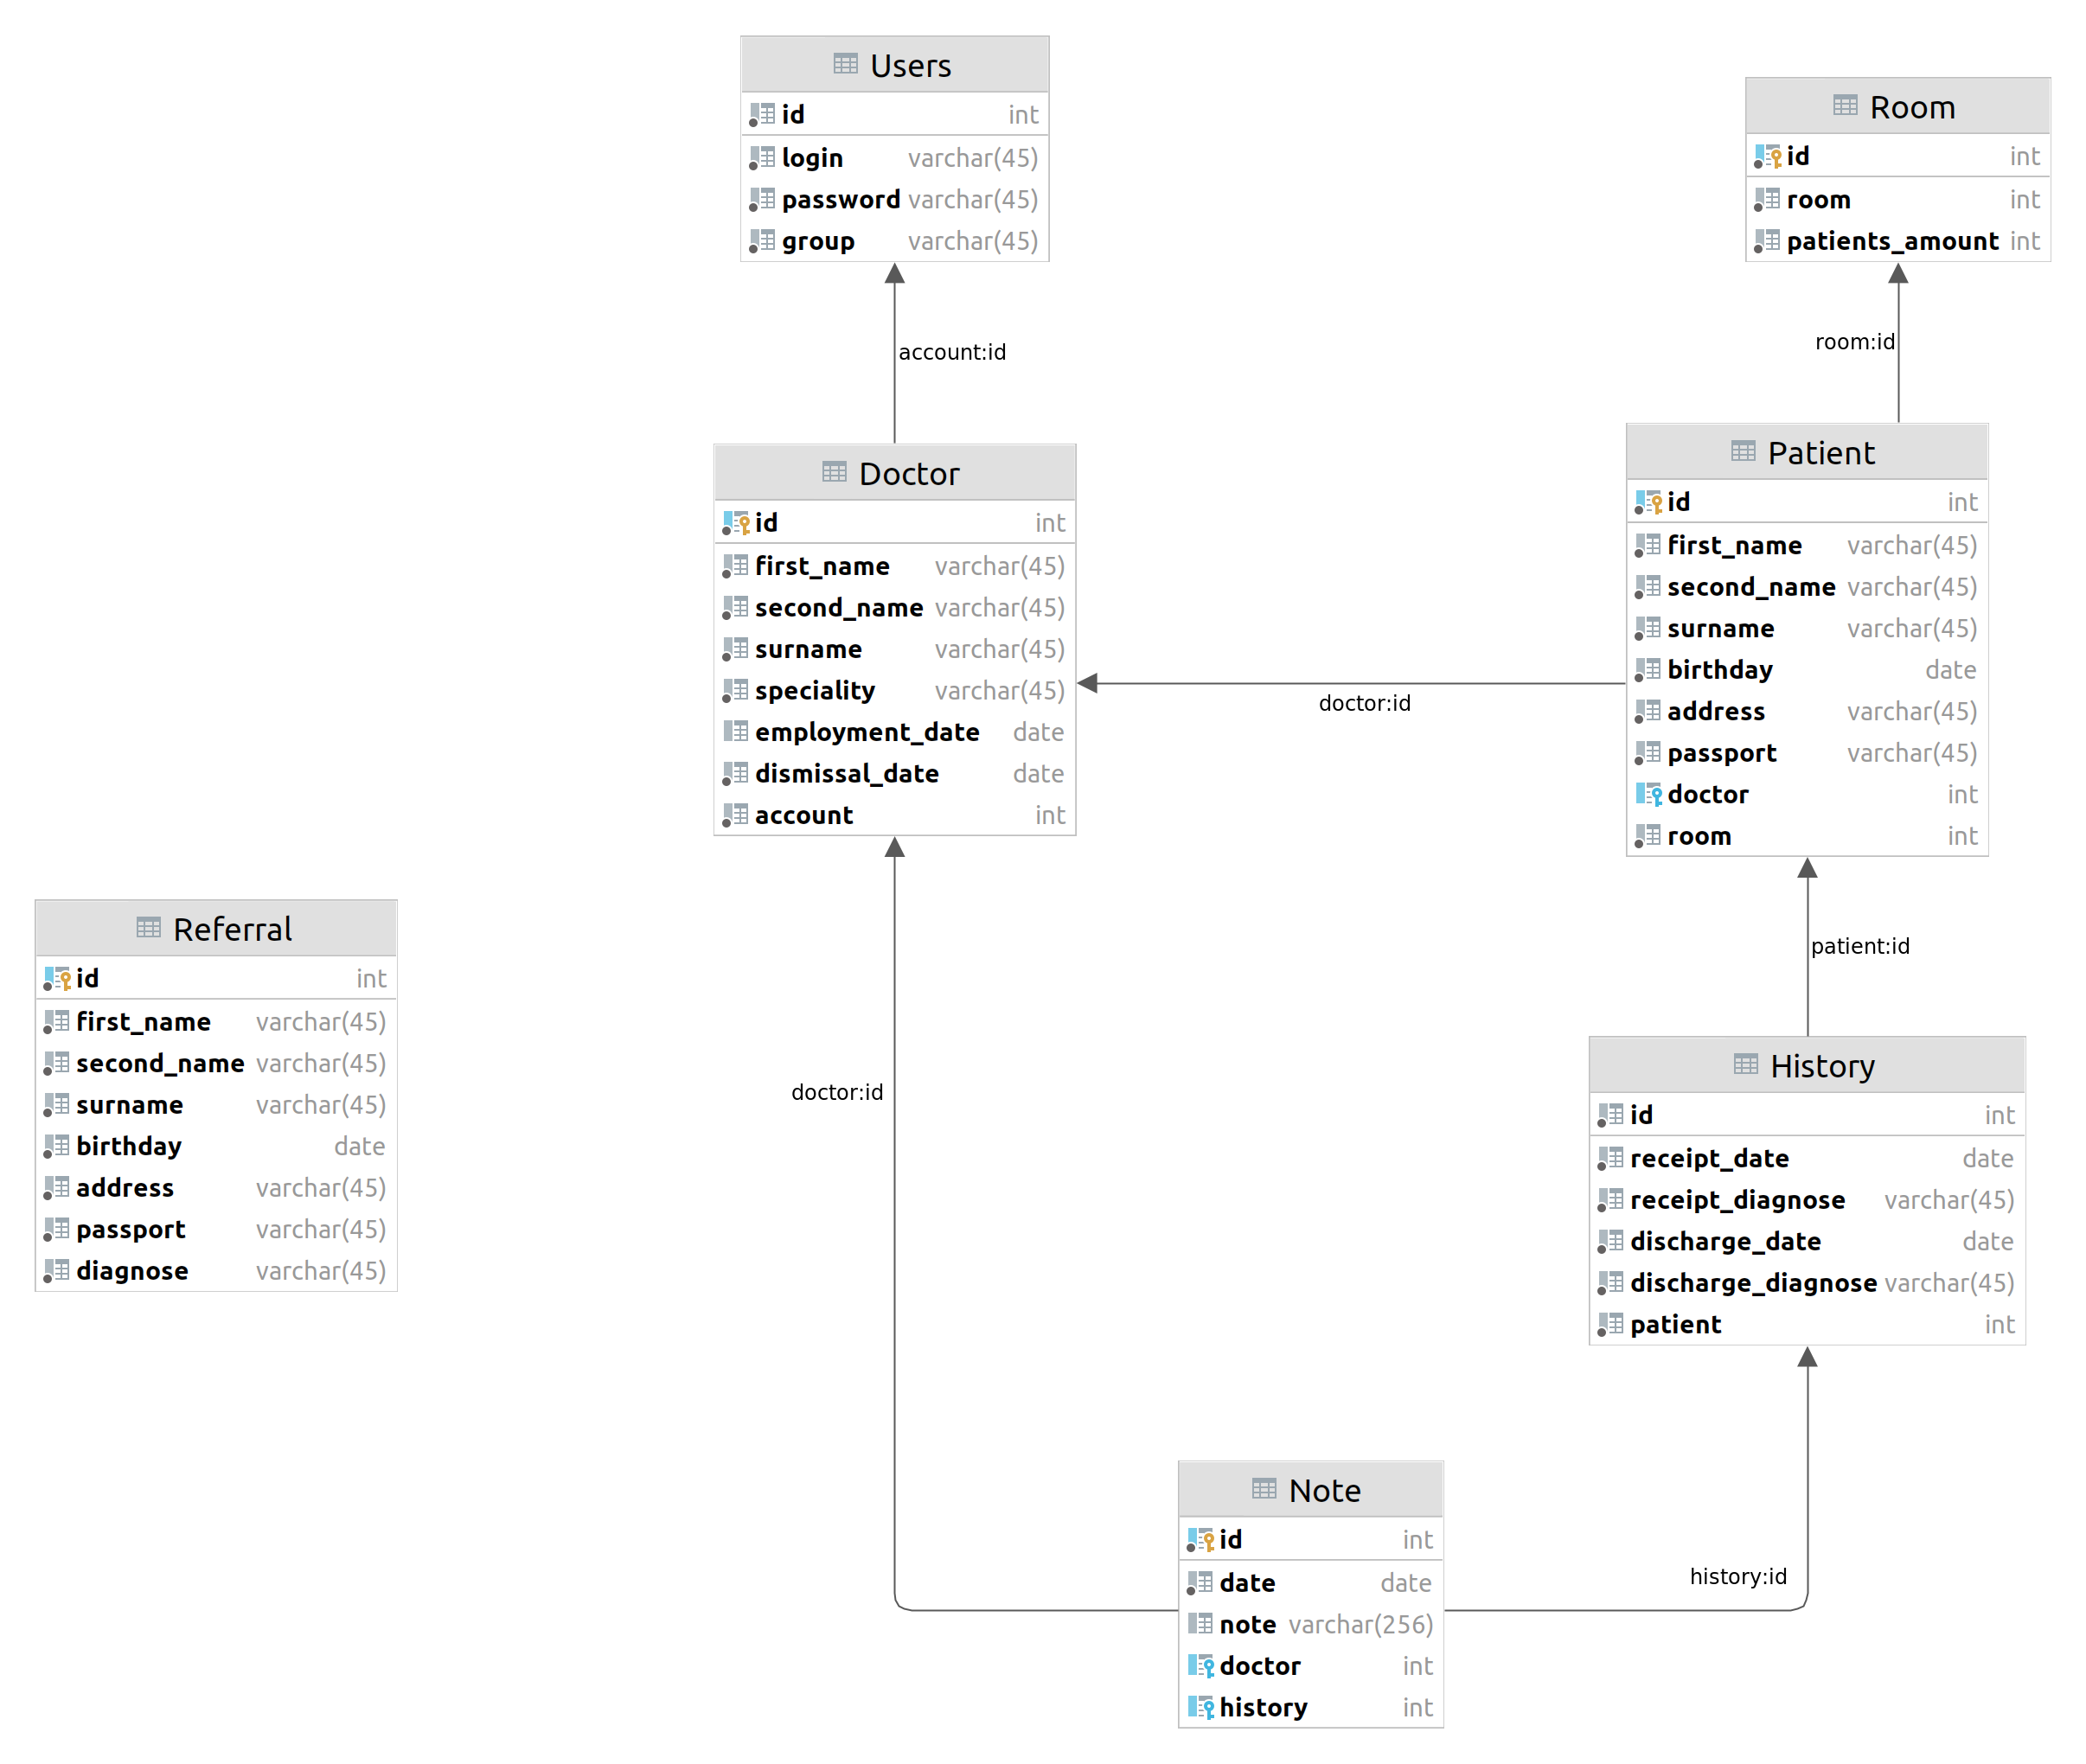 Users
id int
login varchar(45)
password varchar(45)
group varchar(45)
Room
id int
room int
patients_amount int
account:id
room:id
Doctor
id int
first_name varchar(45)
second_name varchar(45)
surname varchar(45)
speciality varchar(45)
employment_date date
dismissal_date date
account int
Patient
id int
first_name varchar(45)
second_name varchar(45)
surname varchar(45)
birthday date
address varchar(45)
passport varchar(45)
doctor int
room int
doctor:id
Referral
id int
first_name varchar(45)
second_name varchar(45)
surname varchar(45)
birthday date
address varchar(45)
passport varchar(45)
diagnose varchar(45)
doctor:id
patient:id
History
id int
receipt_date date
receipt_diagnose varchar(45)
discharge_date date
discharge_diagnose varchar(45)
patient int
Note
id int
date date
note varchar(256)
doctor int
history int
history:id